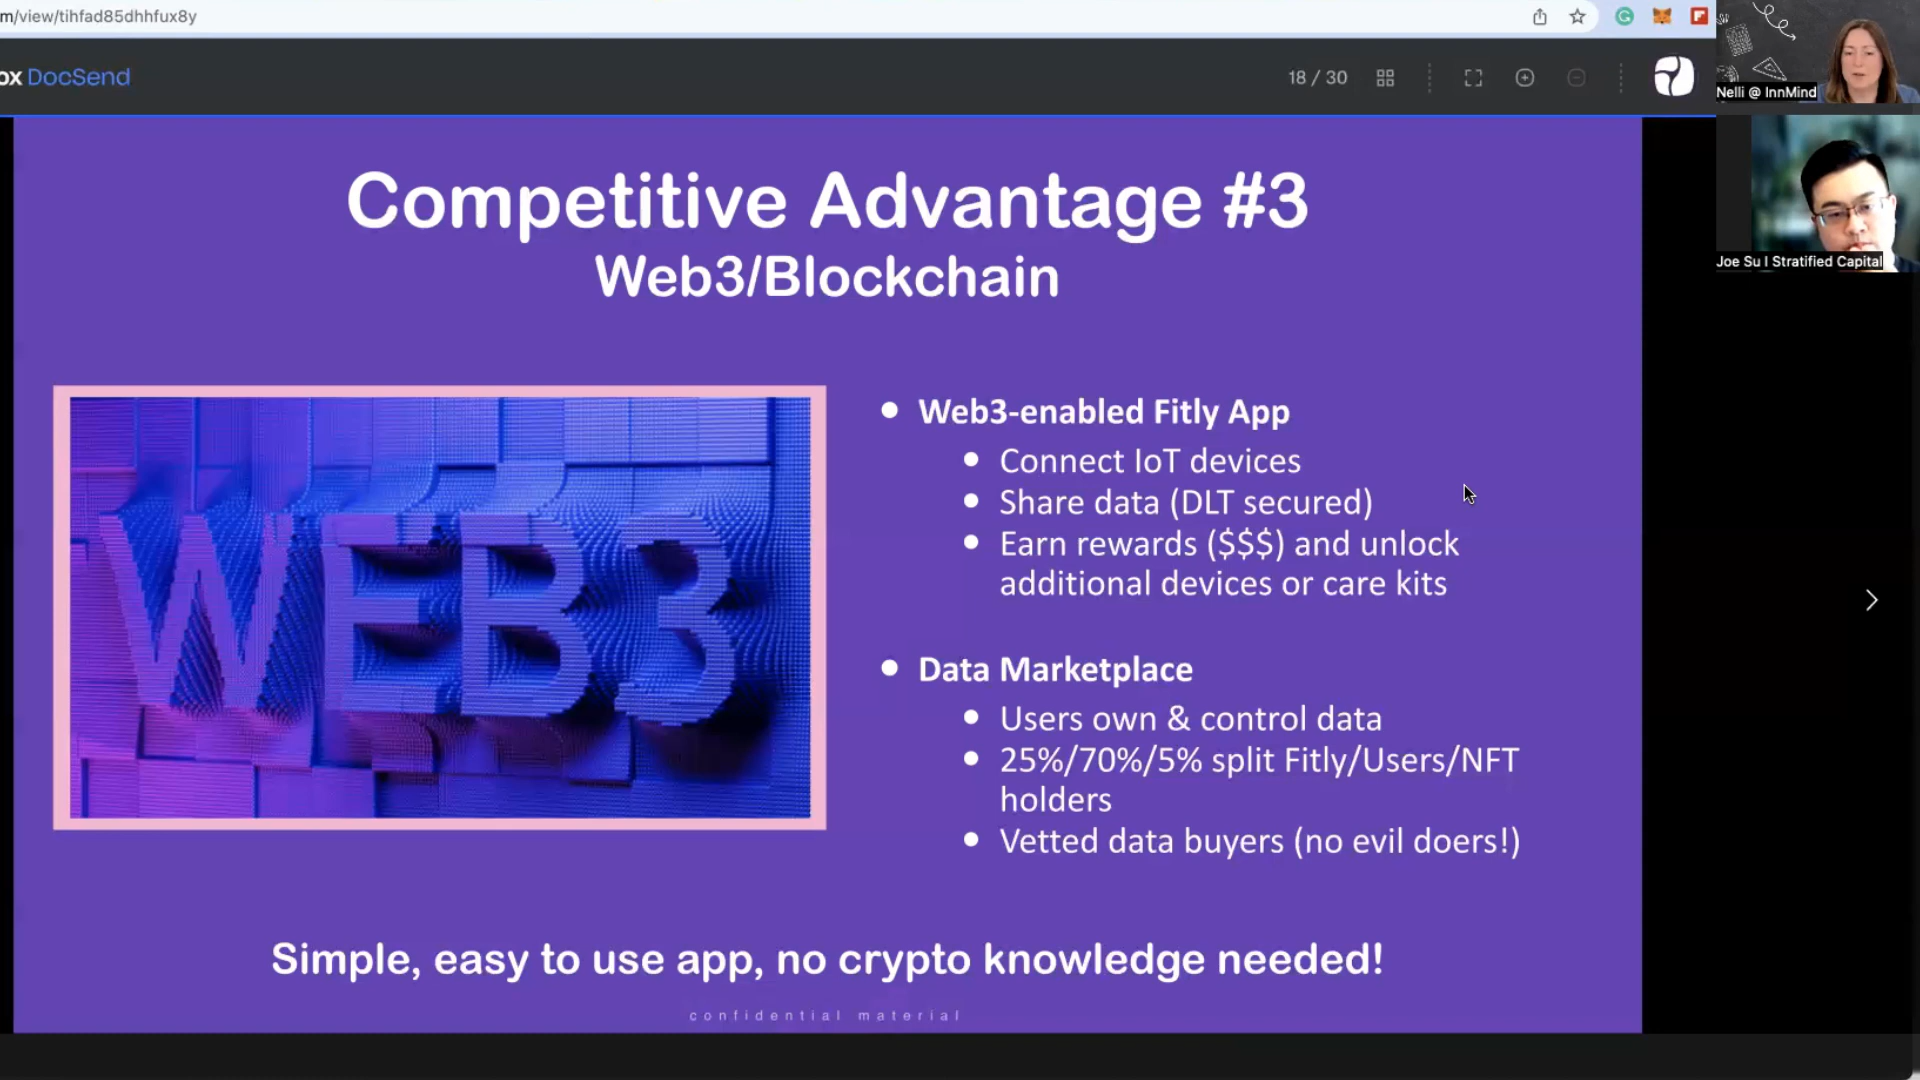 m/view/tihfad85dhhfux8y
ox DocSend
18 / 30
Nelli @ InnMind
Joe Su I Stratified Capital
Competitive Advantage #3
Web3/Blockchain
WEB3
Web3-enabled Fitly App
Connect IoT devices
Share data (DLT secured)
Earn rewards ($$$) and unlock
additional devices or care kits
Data Marketplace
Users own & control data
25%/70%/5% split Fitly/Users/NFT
holders
Vetted data buyers (no evil doers!)
Simple, easy to use app, no crypto knowledge needed!
confidential material